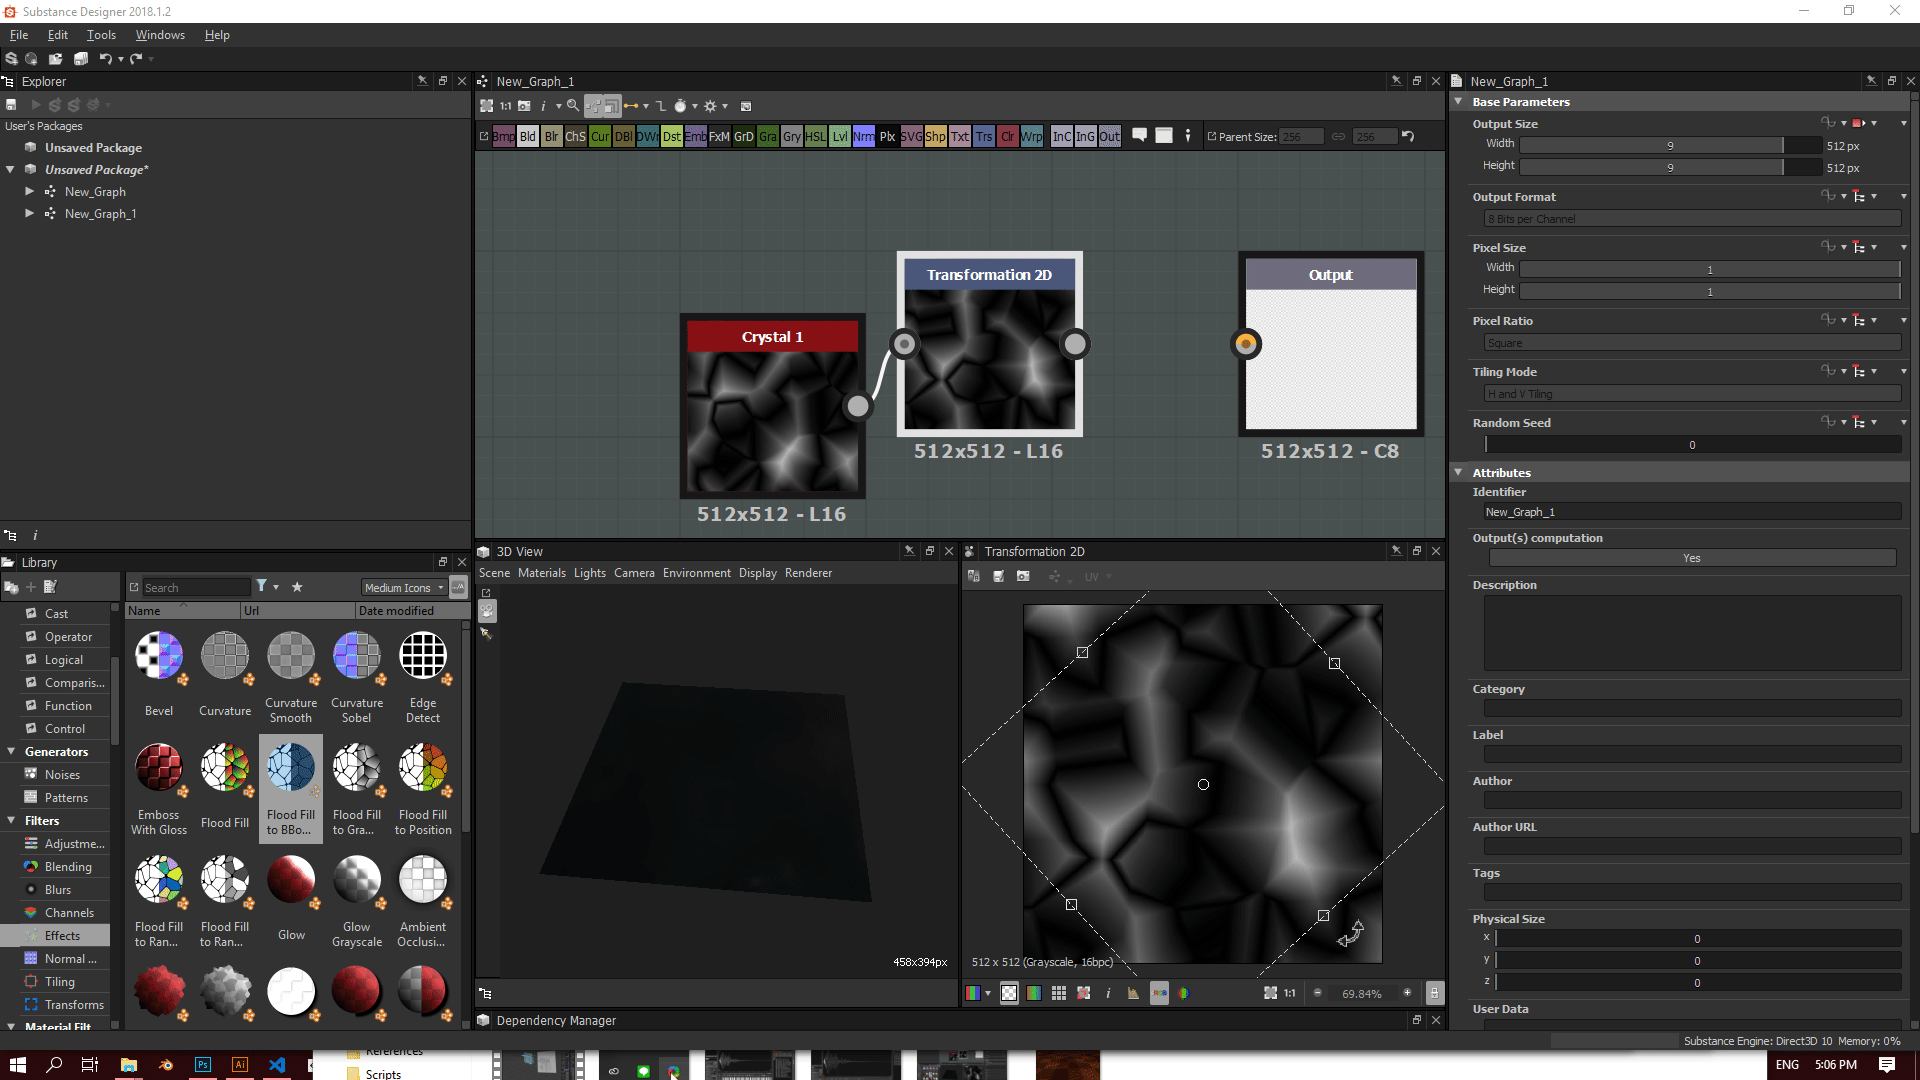 Substance Designer 2018.1.2
File Edit Tools Windows Help
Explorer
User's Packages
Unsaved Package
Unsaved Package*
New_Graph
New_Graph_1
New_Graph_1
1:1
Bmp Bld Blr ChS Cur DBl DWr Dst Emb FxM GrD Gra Gry HSL Lvl Nrm Plx SVG Shp Txt Trs Clr Wrp InC InG Out Parent Size: 256 256
Crystal 1
512x512 - L16
Transformation 2D
512x512 - L16
Output
512x512 - C8
Library
Search
Medium Icons
Name Url Date modified
Cast
Operator
Logical
Comparis...
Function
Control
Generators
Noises
Patterns
Filters
Adjustme...
Blending
Blurs
Channels
Effects
Normal ...
Tiling
Transforms
Material Filt
Bevel
Curvature
Curvature Smooth
Curvature Sobel
Edge Detect
Emboss With Gloss
Flood Fill
Flood Fill to BBo...
Flood Fill to Gra...
Flood Fill to Position
Flood Fill to Ran...
Flood Fill to Ran...
Glow
Glow Grayscale
Ambient Occlusi...
3D View
Scene Materials Lights Camera Environment Display Renderer
458x394px
Transformation 2D
UV
512 x 512 (Grayscale, 16bpc)
1:1 69.84%
Dependency Manager
New_Graph_1
Base Parameters
Output Size
Width 9 512 px
Height 9 512 px
Output Format
8 Bits per Channel
Pixel Size
Width 1
Height 1
Pixel Ratio
Square
Tiling Mode
H and V Tiling
Random Seed
0
Attributes
Identifier
New_Graph_1
Output(s) computation
Yes
Description
Category
Label
Author
Author URL
Tags
Physical Size
x 0
y 0
z 0
User Data
Substance Engine: Direct3D 10 Memory: 0%
References
Scripts
Ps Ai
ENG 5:06 PM